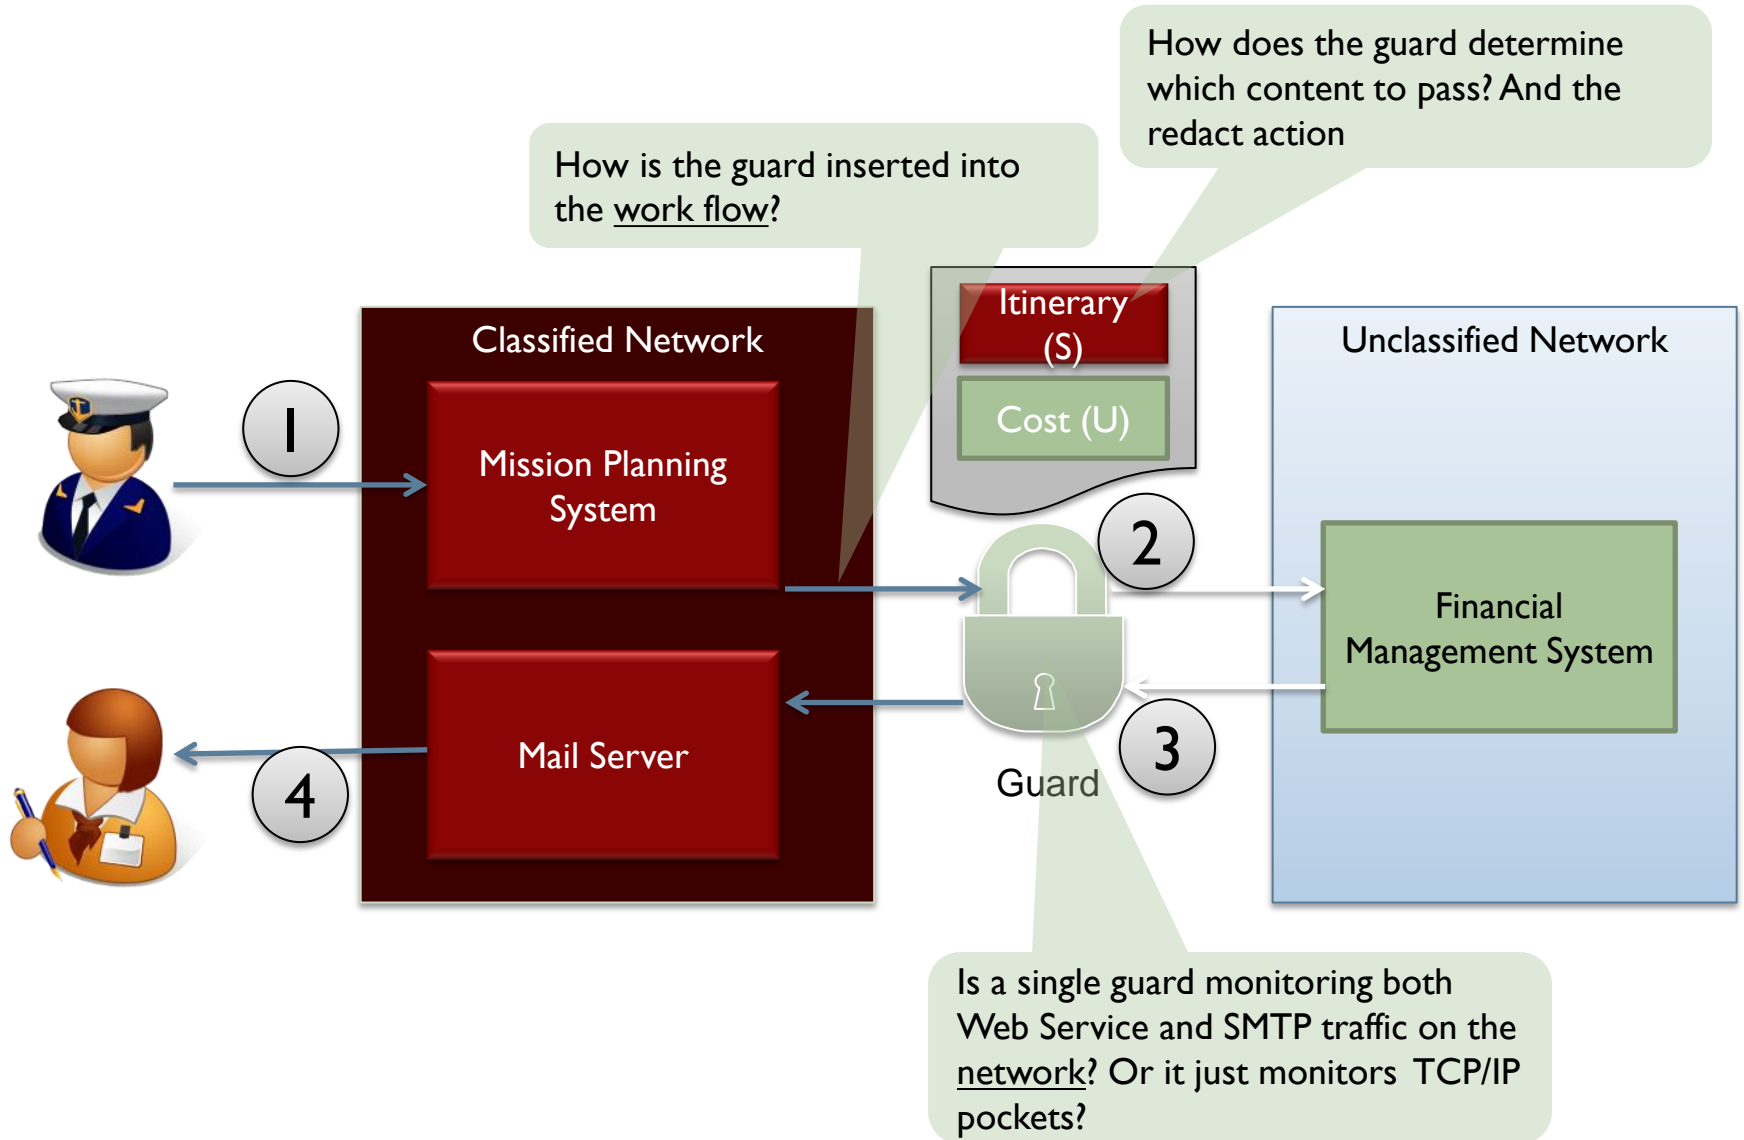 How does the guard determine
which content to pass? And the
redact action
How is the guard inserted into
the work flow?
Itinerary
(S)
Cost (U)
Classified Network
Unclassified Network
1
Mission Planning
System
2
Financial
Management System
3
Guard
Mail Server
4
Is a single guard monitoring both
Web Service and SMTP traffic on the
network? Or it just monitors TCP/IP
pockets?